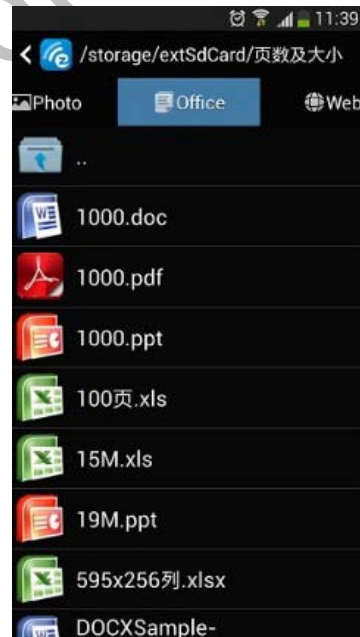 11:39
/storage/extSdCard/页数及大小
Photo
Office
Web
..
1000.doc
1000.pdf
1000.ppt
100页.xls
15M.xls
19M.ppt
595x256列.xlsx
DOCXSample-